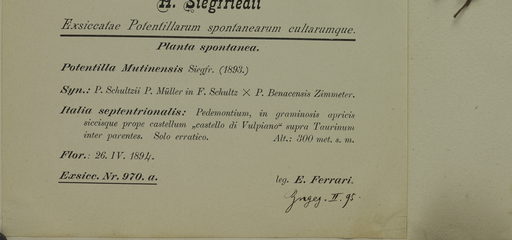 H. Siegfriedii
Exsiccatae Potentillarum spontanearum cultarumque.
Planta spontanea.
Potentilla Mutinensis Siegfr. (1893.)
Syn.: P. Schultzii P. Müller in F. Schultz × P. Benacensis Zimmeter.
Italia septentrionalis: Pedemontium, in graminosis apricis
siccisque prope castellum „castello di Vulpiano“ supra Taurinum
inter parentes. Solo erratico. Alt.: 300 met. s. m.
Flor.: 26. IV. 1894.
Exsicc. Nr. 970. a.
leg. E. Ferrari.
II. 95.